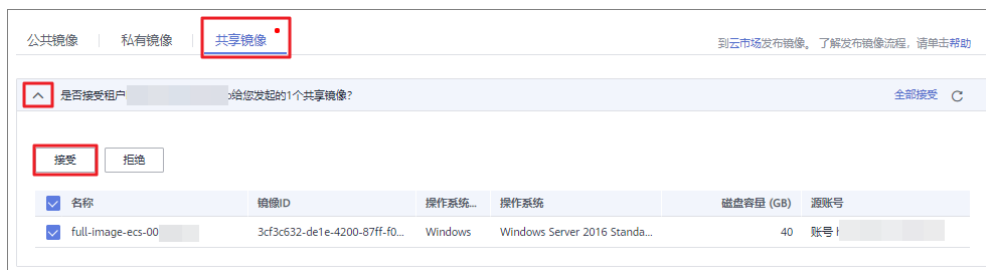 公共镜像 私有镜像 共享镜像
到云市场发布镜像。 了解发布镜像流程，请单击帮助
是否接受租户 给您发起的1个共享镜像? 全部接受
接受 拒绝
名称 镜像ID 操作系统... 操作系统 磁盘容量 (GB) 源账号
full-image-ecs-00 3cf3c632-de1e-4200-87ff-f0... Windows Windows Server 2016 Standa... 40 账号